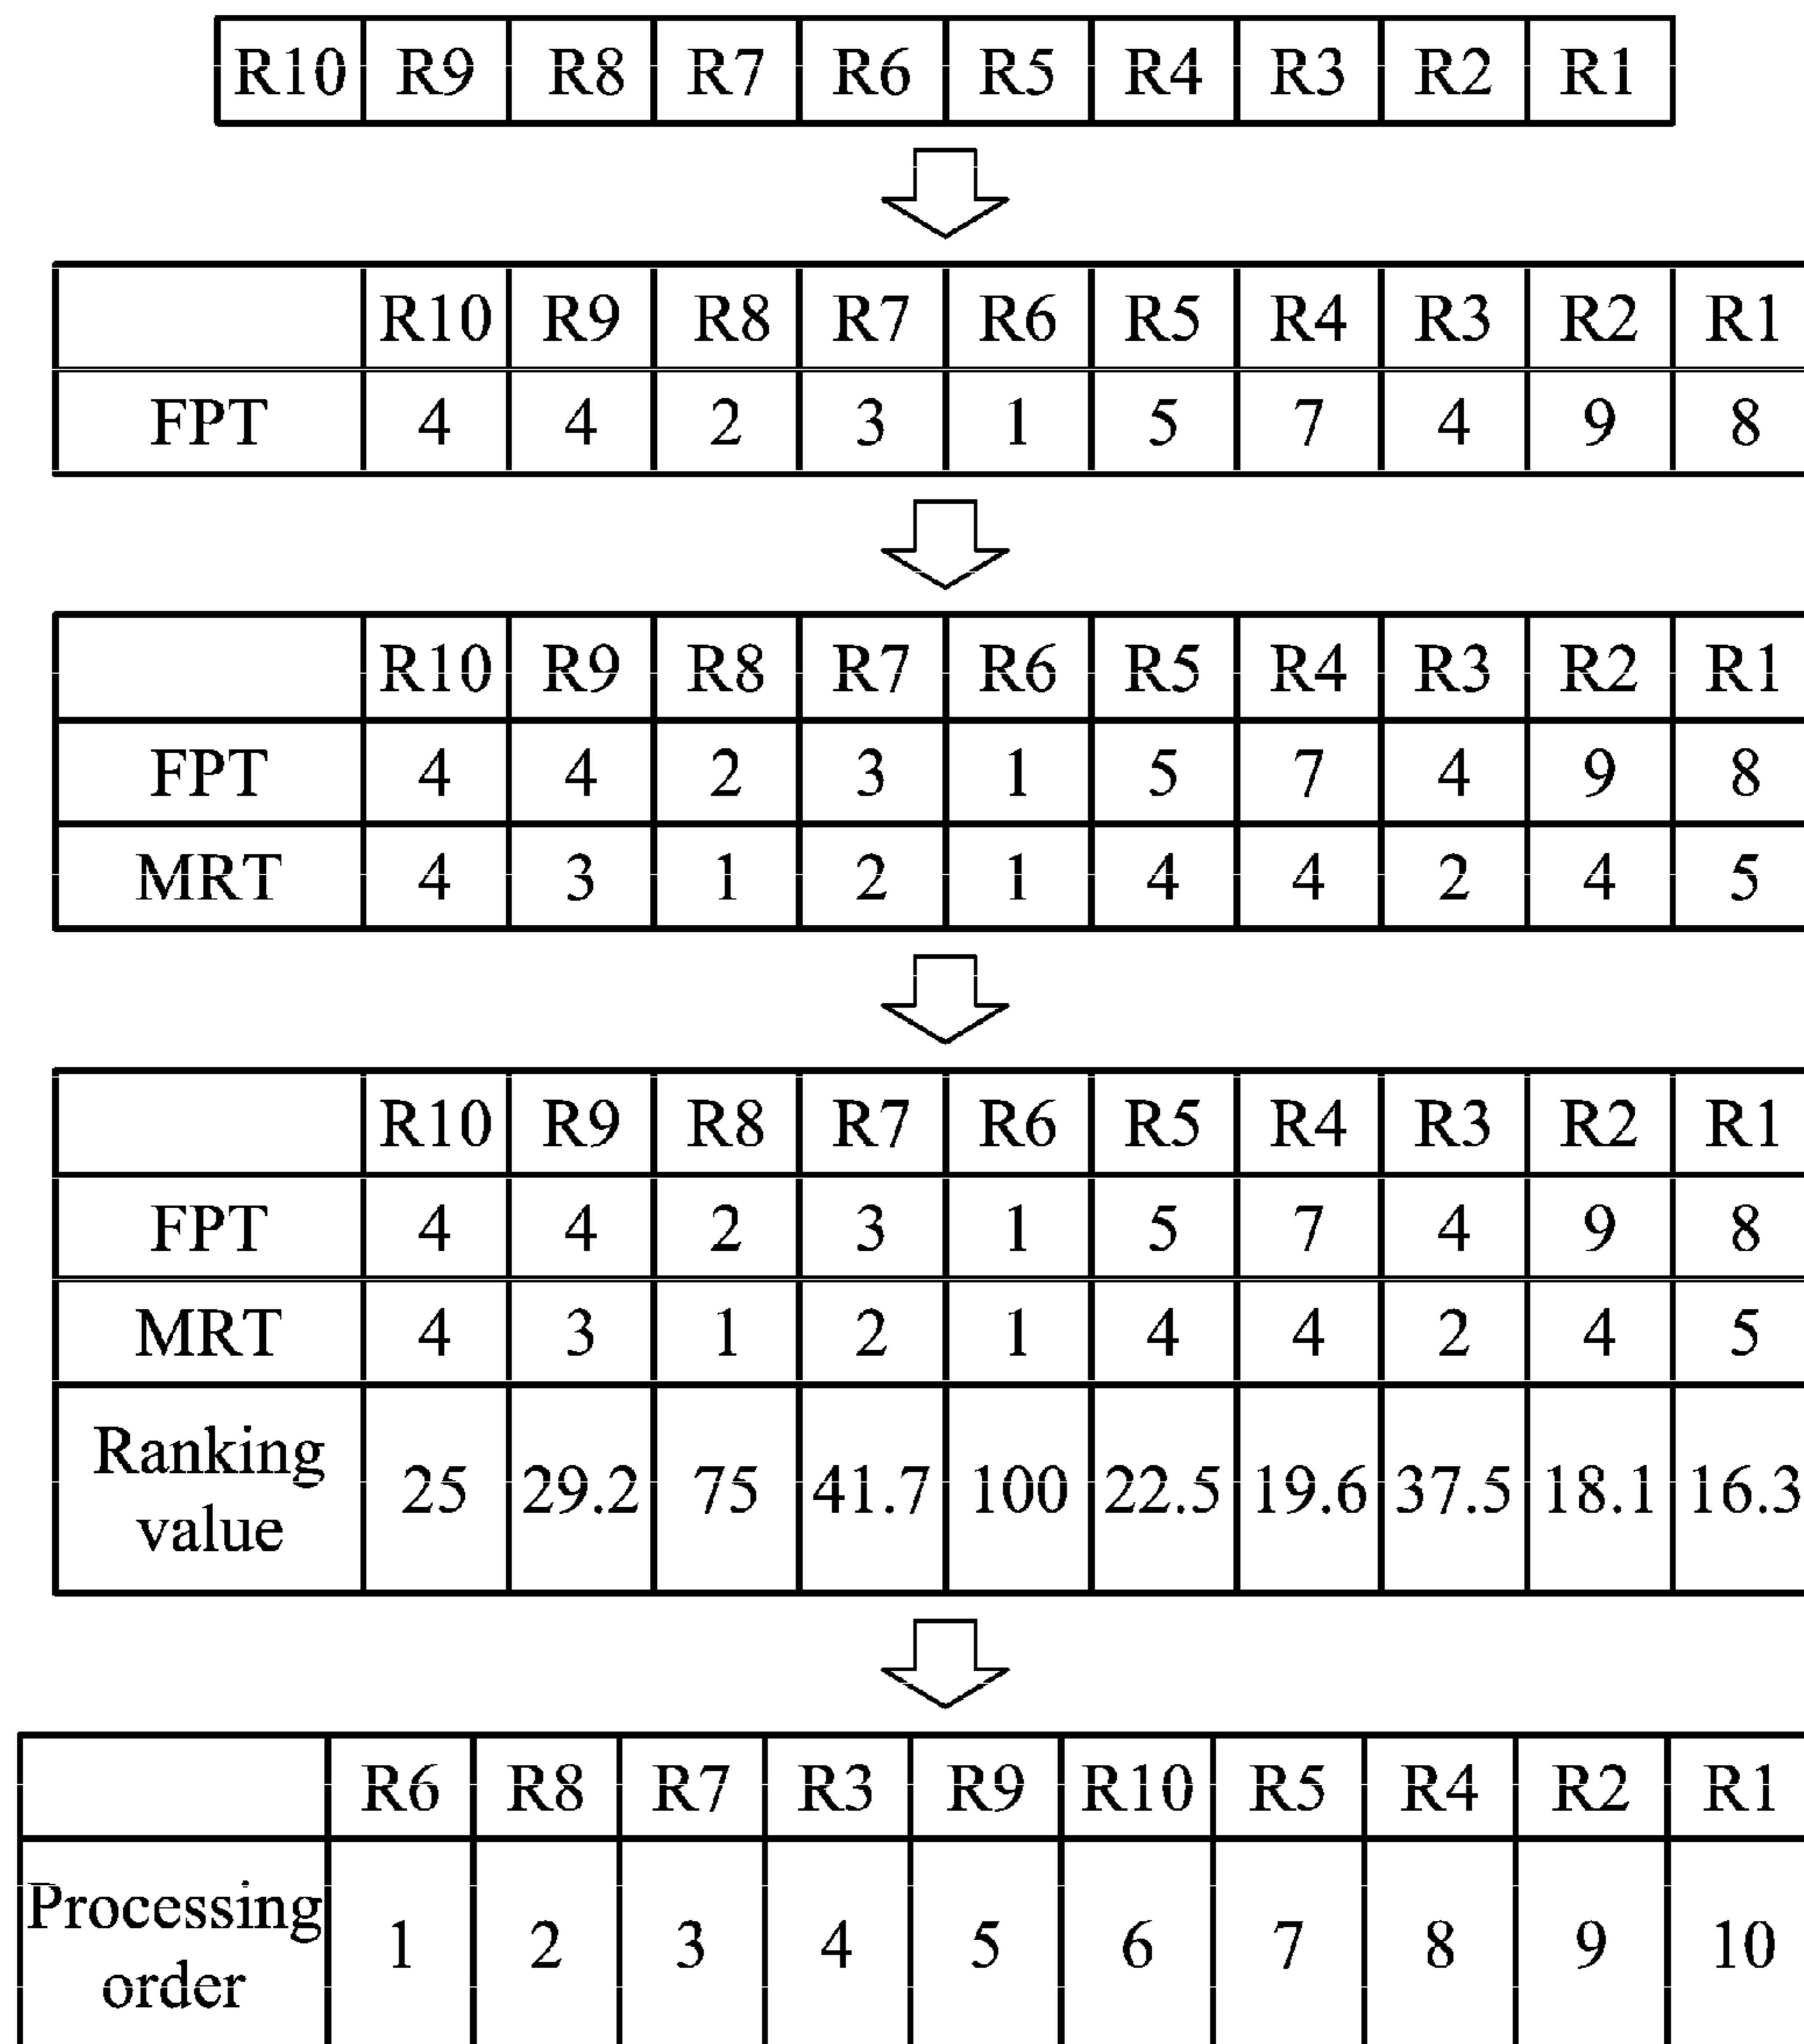 R10 R9 R8 R7 R6 R5 R4 R3 R2 R1
R10 R9 R8 R7 R6 R5 R4 R3 R2 R1
FPT 4 4 2 3 1 5 7 4 9 8
R10 R9 R8 R7 R6 R5 R4 R3 R2 R1
FPT 4 4 2 3 1 5 7 4 9 8
MRT 4 3 1 2 1 4 4 2 4 5
R10 R9 R8 R7 R6 R5 R4 R3 R2 R1
FPT 4 4 2 3 1 5 7 4 9 8
MRT 4 3 1 2 1 4 4 2 4 5
Ranking
value 25 29.2 75 41.7 100 22.5 19.6 37.5 18.1 16.3
R6 R8 R7 R3 R9 R10 R5 R4 R2 R1
Processing
order 1 2 3 4 5 6 7 8 9 10